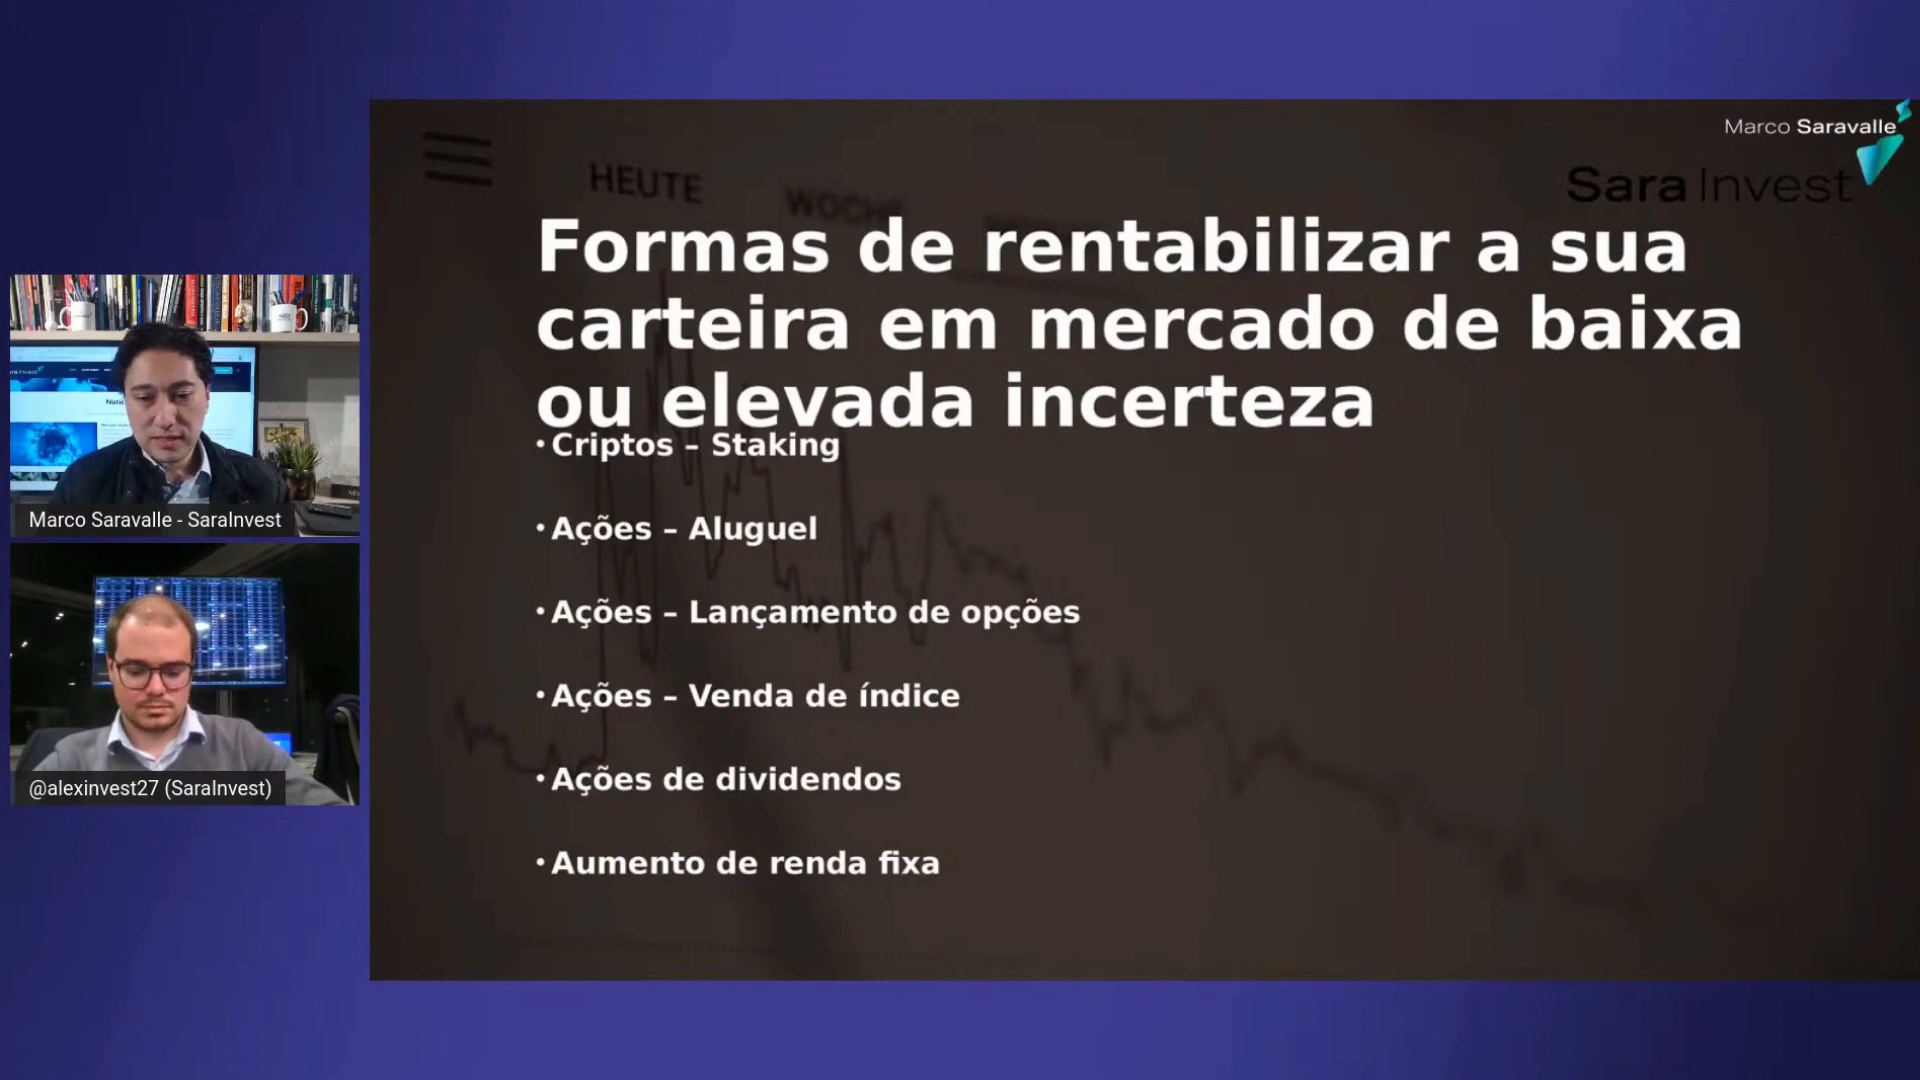 Marco Saravalle
Sara Invest
HEUTE
WOCHE
Formas de rentabilizar a sua
carteira em mercado de baixa
ou elevada incerteza
• Criptos – Staking
• Ações – Aluguel
• Ações – Lançamento de opções
• Ações – Venda de índice
• Ações de dividendos
• Aumento de renda fixa
Marco Saravalle - SaraInvest
@alexinvest27 (SaraInvest)